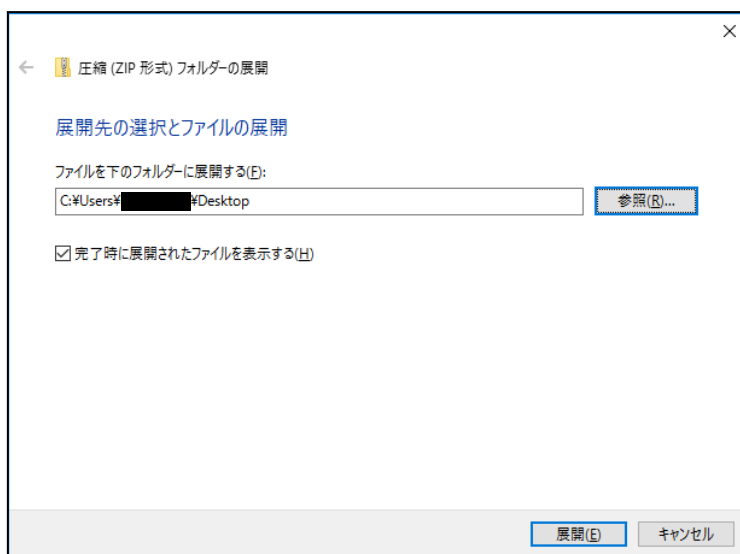 圧縮 (ZIP 形式) フォルダーの展開
展開先の選択とファイルの展開
ファイルを下のフォルダーに展開する(F):
C:¥Users¥ ¥Desktop
参照(R)...
完了時に展開されたファイルを表示する(H)
展開(E)
キャンセル